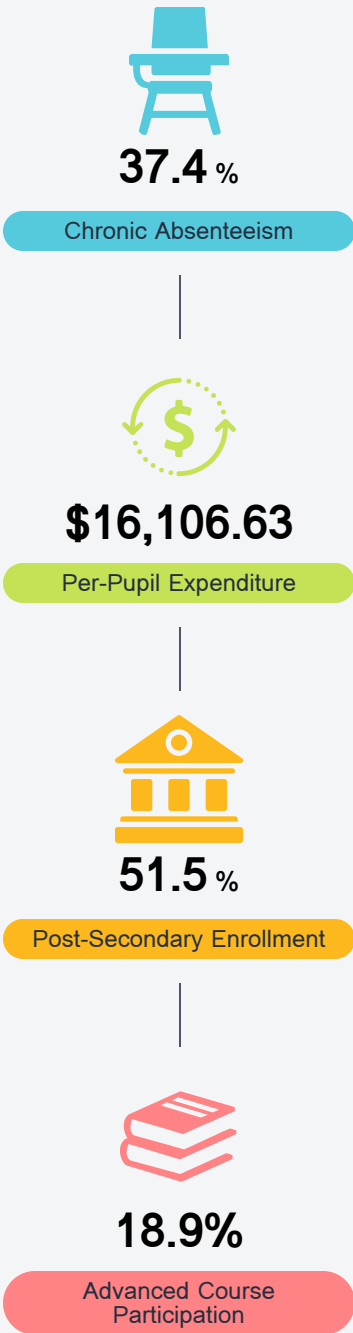 37.4 %
Chronic Absenteeism
$
$16,106.63
Per-Pupil Expenditure
51.5 %
Post-Secondary Enrollment
18.9%
Advanced Course
Participation